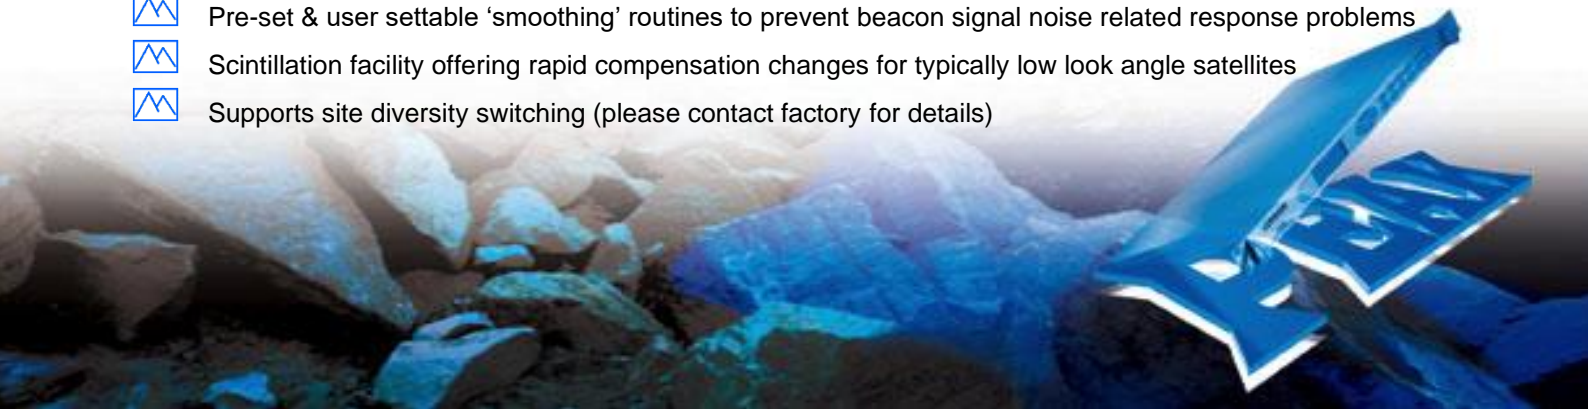 Pre-set & user settable ‘smoothing’ routines to prevent beacon signal noise related response problems
Scintillation facility offering rapid compensation changes for typically low look angle satellites
Supports site diversity switching (please contact factory for details)
PEAK